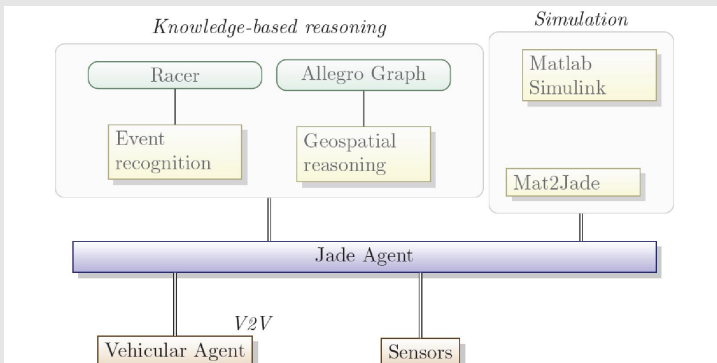 Knowledge-based reasoning
Simulation
Racer
Allegro Graph
Matlab
Simulink
Event
recognition
Geospatial
reasoning
Mat2Jade
Jade Agent
V2V
Vehicular Agent
Sensors